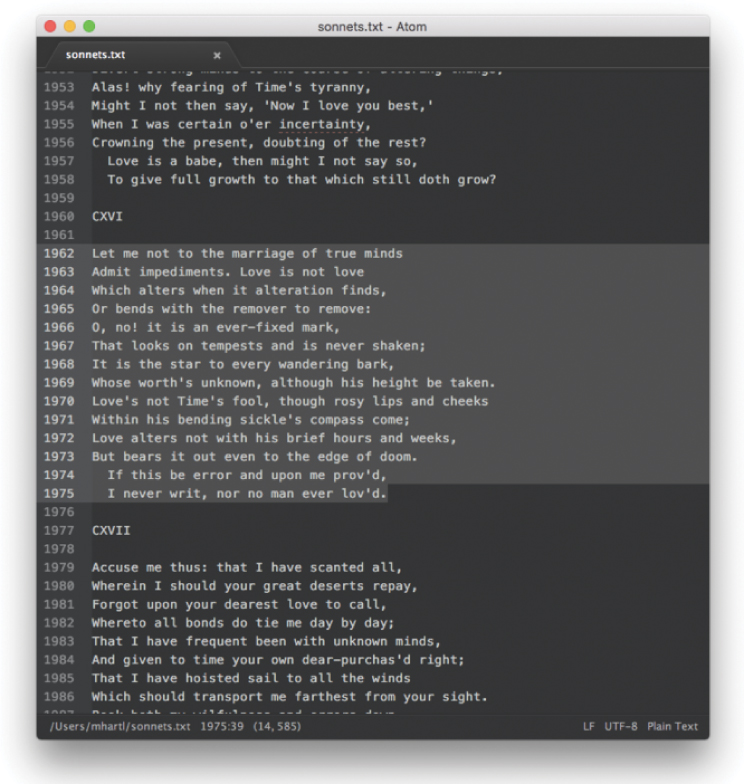 sonnets.txt - Atom
sonnets.txt x
1953 Alas! why fearing of Time's tyranny,
1954 Might I not then say, 'Now I love you best,'
1955 When I was certain o'er incertainty,
1956 Crowning the present, doubting of the rest?
1957 Love is a babe, then might I not say so,
1958 To give full growth to that which still doth grow?
1959
1960 CXVI
1961
1962 Let me not to the marriage of true minds
1963 Admit impediments. Love is not love
1964 Which alters when it alteration finds,
1965 Or bends with the remover to remove:
1966 O, no! it is an ever-fixed mark,
1967 That looks on tempests and is never shaken;
1968 It is the star to every wandering bark,
1969 Whose worth's unknown, although his height be taken.
1970 Love's not Time's fool, though rosy lips and cheeks
1971 Within his bending sickle's compass come;
1972 Love alters not with his brief hours and weeks,
1973 But bears it out even to the edge of doom.
1974 If this be error and upon me prov'd,
1975 I never writ, nor no man ever lov'd.
1976
1977 CXVII
1978
1979 Accuse me thus: that I have scanted all,
1980 Wherein I should your great deserts repay,
1981 Forgot upon your dearest love to call,
1982 Whereto all bonds do tie me day by day;
1983 That I have frequent been with unknown minds,
1984 And given to time your own dear-purchas'd right;
1985 That I have hoisted sail to all the winds
1986 Which should transport me farthest from your sight.
/Users/mhartl/sonnets.txt 1975:39 (14, 585) LF UTF-8 Plain Text